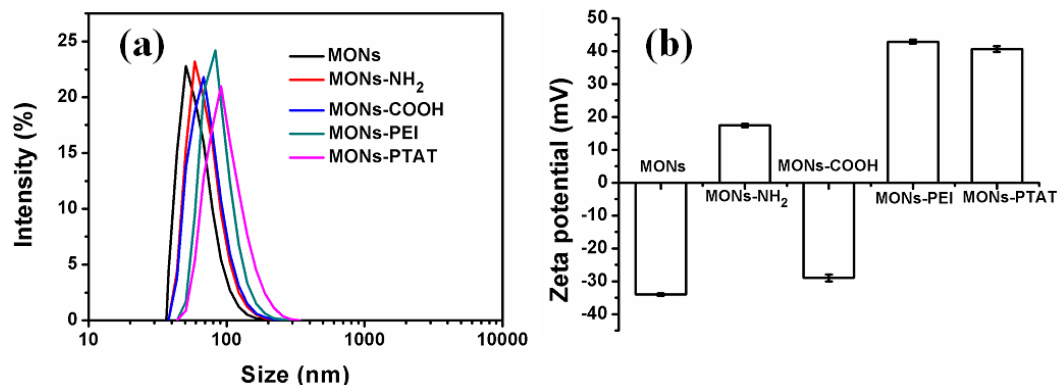 (a)
25
20
15
10
5
0
Intensity (%)
MONs
MONs-NH₂
MONs-COOH
MONs-PEI
MONs-PTAT
10
100
1000
10000
Size (nm)
(b)
50
40
30
20
10
0
-10
-20
-30
-40
Zeta potential (mV)
MONs
MONs-NH₂
MONs-COOH
MONs-PEI
MONs-PTAT